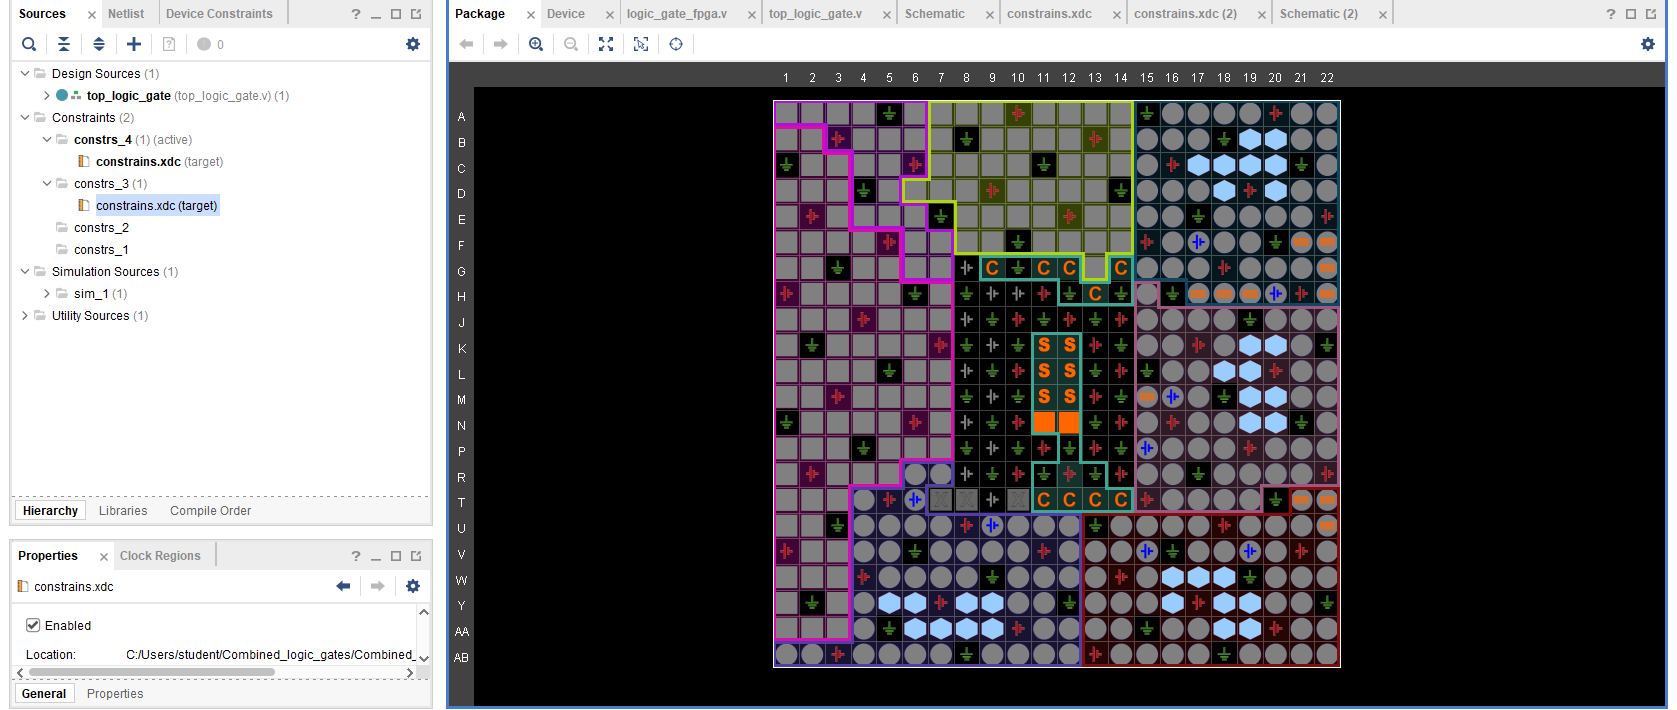 Sources Netlist Device Constraints
0
Design Sources (1)
top_logic_gate (top_logic_gate.v) (1)
Constraints (2)
constrs_4 (1) (active)
constrains.xdc (target)
constrs_3 (1)
constrains.xdc (target)
constrs_2
constrs_1
Simulation Sources (1)
sim_1 (1)
Utility Sources (1)
Hierarchy Libraries Compile Order
Properties Clock Regions
constrains.xdc
Enabled
Location: C:/Users/student/Combined_logic_gates/Combined_
General Properties
Package Device logic_gate_fpga.v top_logic_gate.v Schematic constrains.xdc constrains.xdc (2) Schematic (2)
1 2 3 4 5 6 7 8 9 10 11 12 13 14 15 16 17 18 19 20 21 22
A
B
C
D
E
F
G C C C C
H C
J
K S S
L S S
M S S
N
P
R
T C C C C
U
V
W
Y
AA
AB